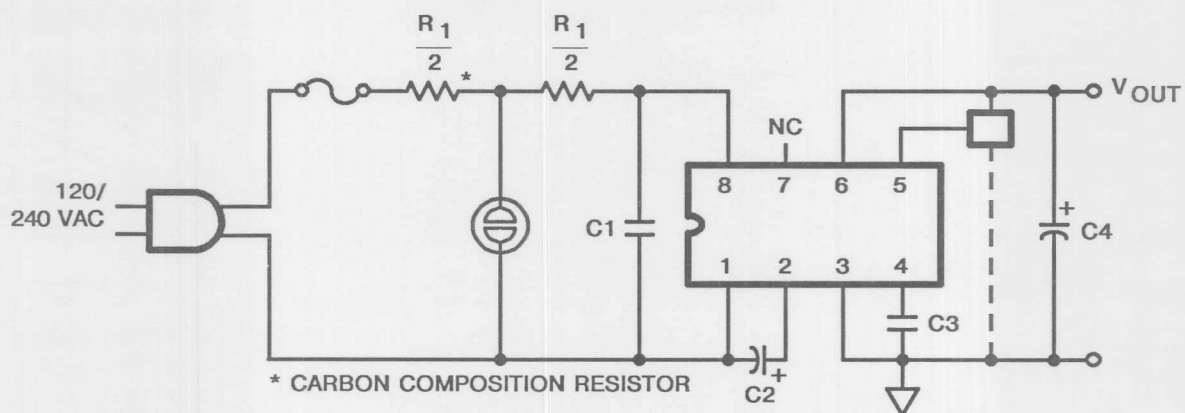 R1/2
*
R1/2
VOUT
NC
120/
240 VAC
8 7 6 5
C1
C4
+
1 2 3 4
C3
+
C2
* CARBON COMPOSITION RESISTOR